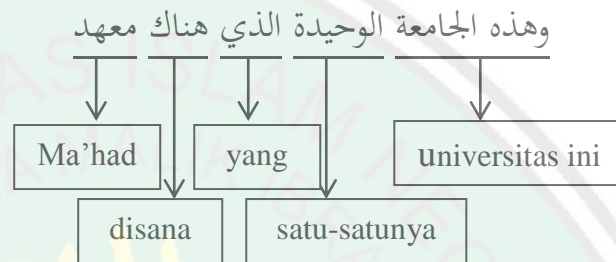 وهذه الجامعة الوحيدة الذي هناك معهد
Ma’had yang universitas ini
disana satu-satunya